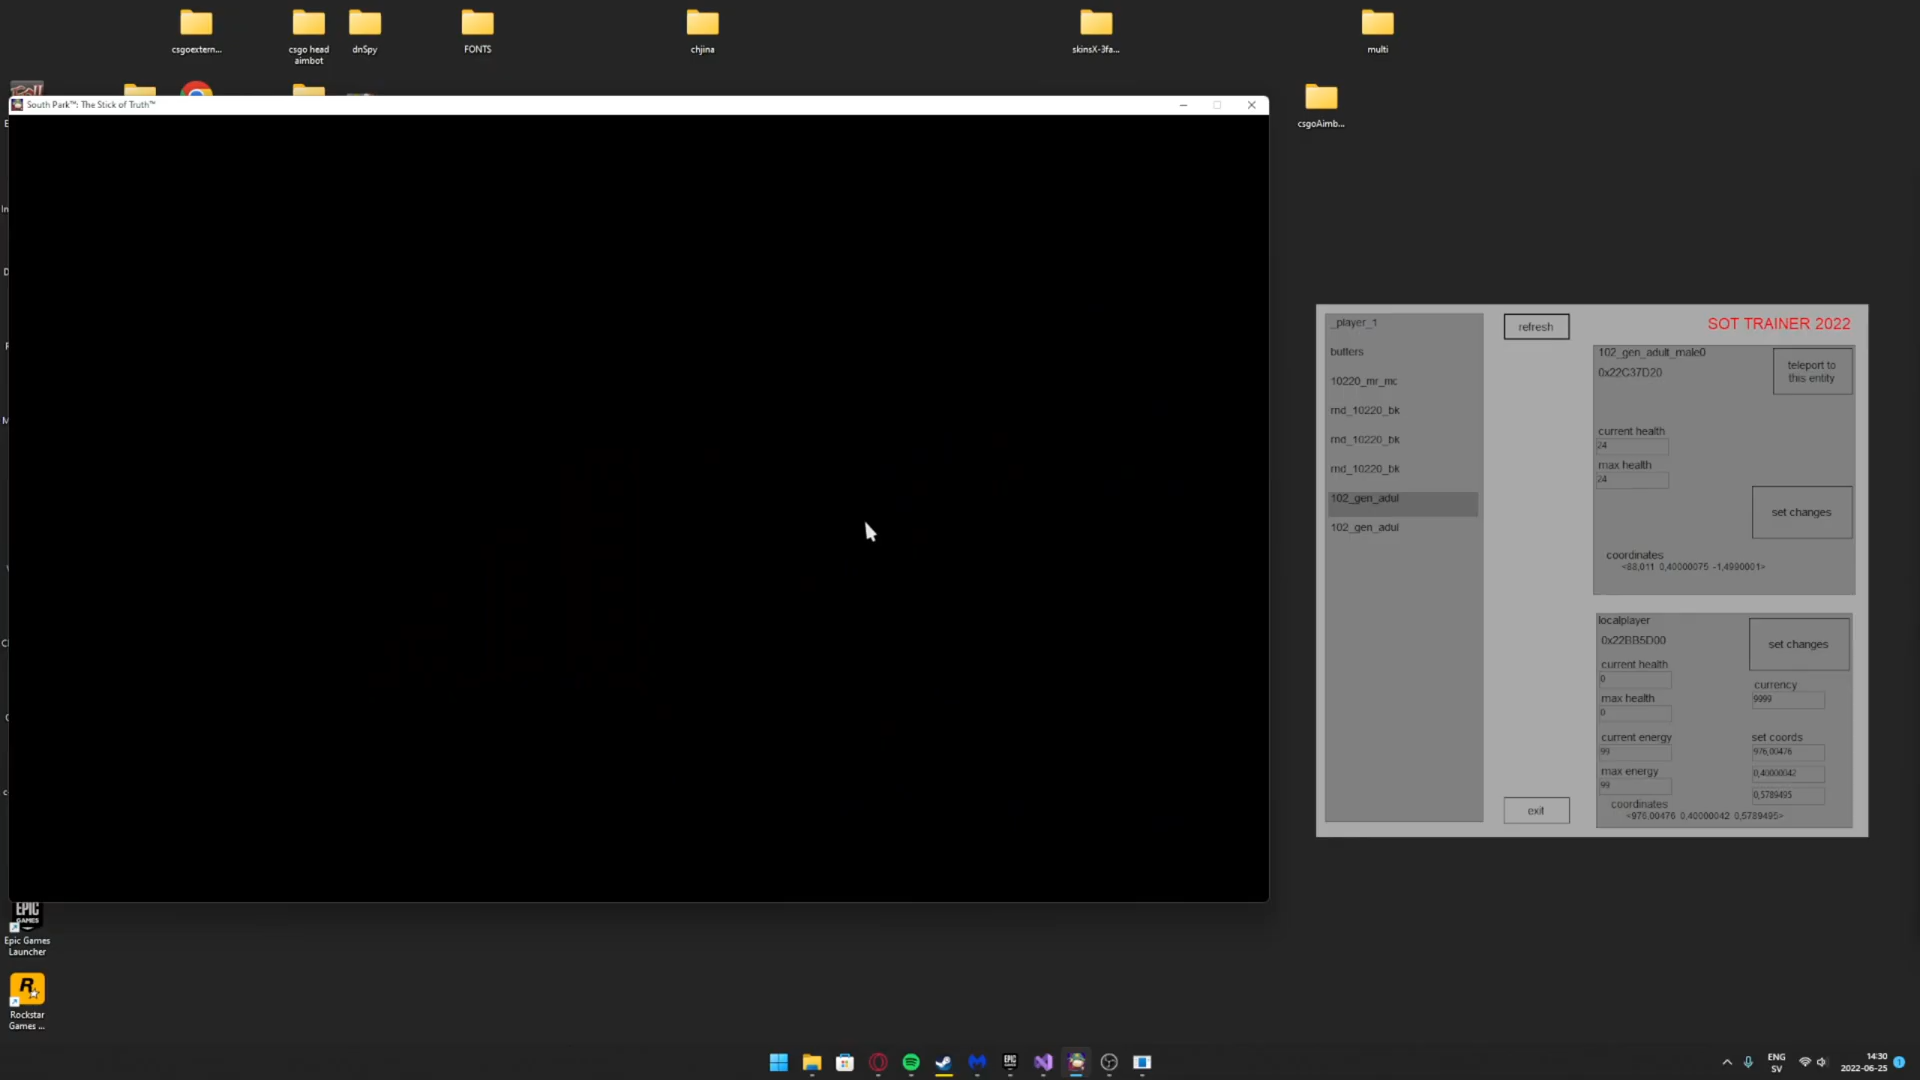 csgoextern...
csgo head
aimbot
dnSpy
FONTS
chjina
skinsX-3fa...
multi
csgoAimb...
South Park™: The Stick of Truth™
_player_1
butlers
10220_mr_mc
rnd_10220_bk
rnd_10220_bk
rnd_10220_bk
102_gen_adul
102_gen_adul
refresh
exit
SOT TRAINER 2022
102_gen_adult_male0
0x22C37D20
teleport to
this entity
current health
24
max health
24
set changes
coordinates
<88,011 0,40000075 -1,4990001>
localplayer
0x22BB5D00
set changes
current health
0
max health
0
currency
9999
current energy
99
max energy
99
set coords
976,00476
0,40000042
0,5789495
coordinates
<976,00476 0,40000042 0,5789495>
EPIC
GAMES
Epic Games
Launcher
R
Rockstar
Games ...
EPIC
ENG
SV
14:30
2022-06-25
1